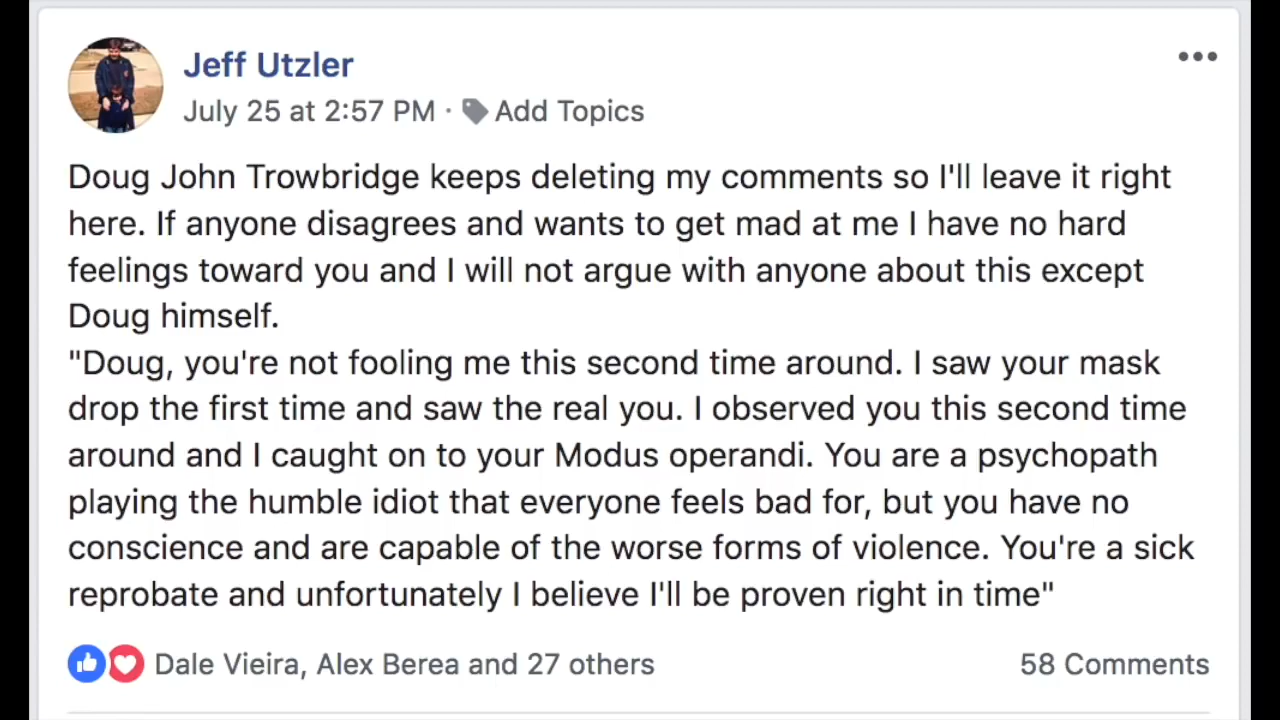 Jeff Utzler
July 25 at 2:57 PM · Add Topics
Doug John Trowbridge keeps deleting my comments so I'll leave it right
here. If anyone disagrees and wants to get mad at me I have no hard
feelings toward you and I will not argue with anyone about this except
Doug himself.
"Doug, you're not fooling me this second time around. I saw your mask
drop the first time and saw the real you. I observed you this second time
around and I caught on to your Modus operandi. You are a psychopath
playing the humble idiot that everyone feels bad for, but you have no
conscience and are capable of the worse forms of violence. You're a sick
reprobate and unfortunately I believe I'll be proven right in time"
Dale Vieira, Alex Berea and 27 others 58 Comments